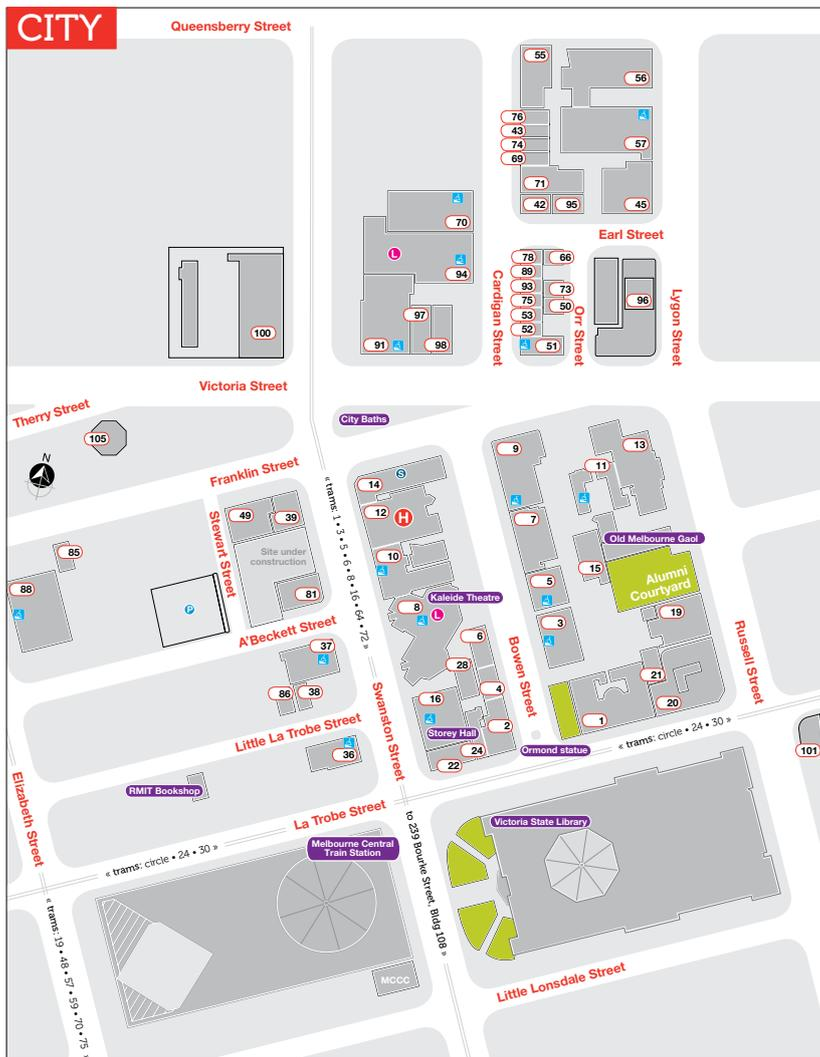 CITY
Queensberry Street
55
56
76
43
74
69
57
71
42
95
45
70
L
94
Earl Street
78
66
89
93
75
53
52
51
73
50
96
Cardigan Street
Orr Street
Lygon Street
97
91
98
100
Victoria Street
Therry Street
105
N
City Baths
Franklin Street
Stewart Street
49
39
Site under
construction
81
85
88
P
A'Beckett Street
« trams: 1 • 3 • 5 • 6 • 8 • 16 • 64 • 72 »
14
S
12
H
10
Kaleide Theatre
8
L
6
28
4
16
2
Storey Hall
24
22
9
7
5
3
Bowen Street
13
11
Old Melbourne Gaol
15
Alumni
Courtyard
19
21
20
1
Russell Street
37
86
38
Little La Trobe Street
36
Swanston Street
Ormond statue
« trams: circle • 24 • 30 »
101
RMIT Bookshop
Elizabeth Street
La Trobe Street
« trams: circle • 24 • 30 »
Melbourne Central
Train Station
Victoria State Library
to 239 Bourke Street, Bldg 108 »
« trams: 19 • 48 • 57 • 59 • 70 • 75 »
MCCC
Little Lonsdale Street